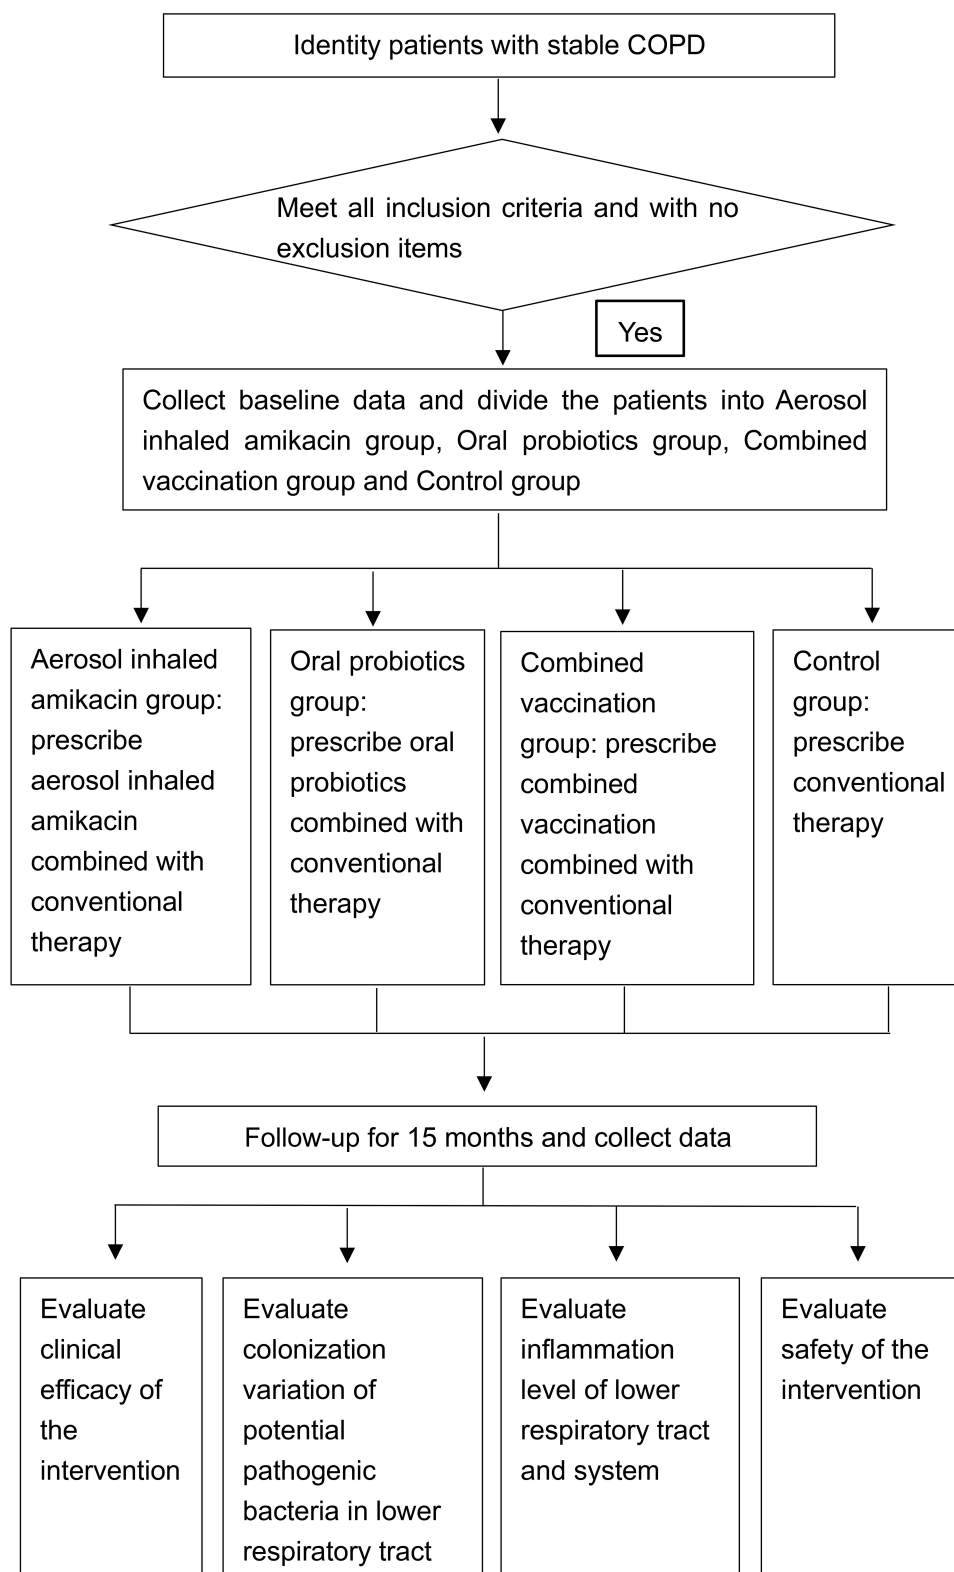 Identity patients with stable COPD
Meet all inclusion criteria and with no
exclusion items
Yes
Collect baseline data and divide the patients into Aerosol
inhaled amikacin group, Oral probiotics group, Combined
vaccination group and Control group
Aerosol inhaled
amikacin group:
prescribe
aerosol inhaled
amikacin
combined with
conventional
therapy
Oral probiotics
group:
prescribe oral
probiotics
combined with
conventional
therapy
Combined
vaccination
group: prescribe
combined
vaccination
combined with
conventional
therapy
Control
group:
prescribe
conventional
therapy
Follow-up for 15 months and collect data
Evaluate
clinical
efficacy of
the
intervention
Evaluate
colonization
variation of
potential
pathogenic
bacteria in lower
respiratory tract
Evaluate
inflammation
level of lower
respiratory tract
and system
Evaluate
safety of the
intervention